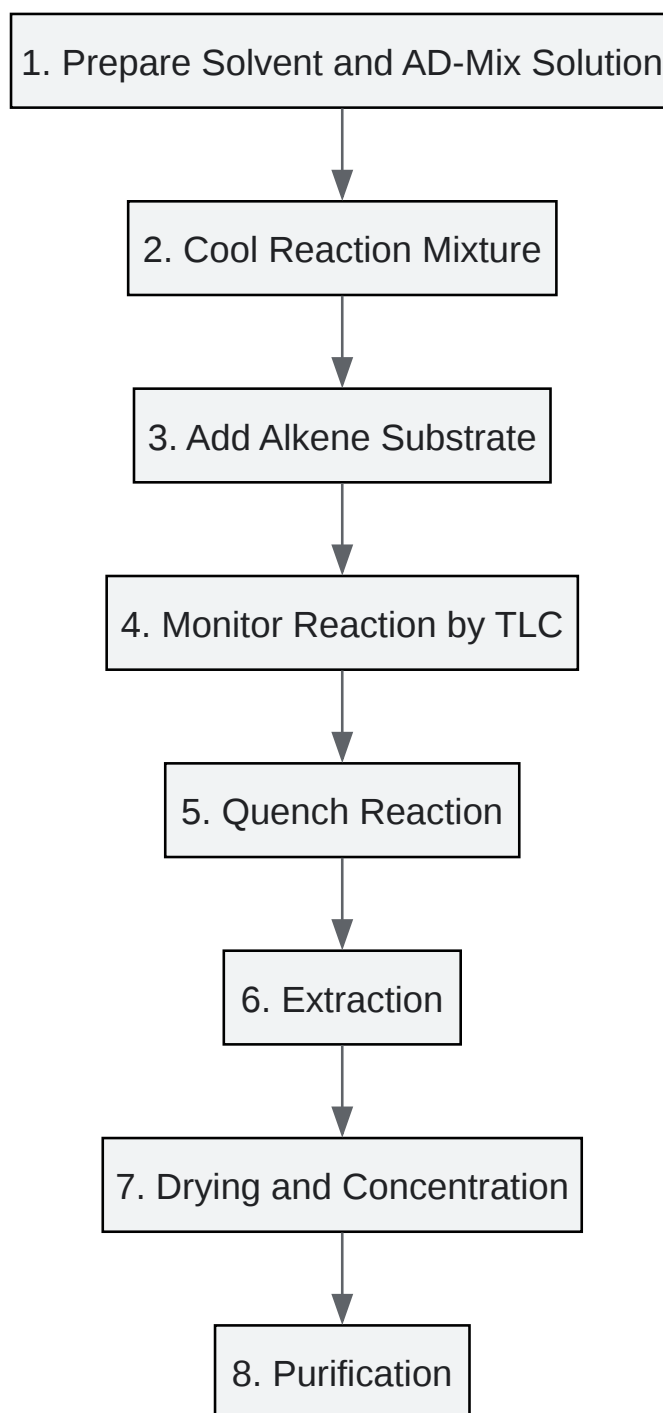 1. Prepare Solvent and AD-Mix Solution
2. Cool Reaction Mixture
3. Add Alkene Substrate
4. Monitor Reaction by TLC
5. Quench Reaction
6. Extraction
7. Drying and Concentration
8. Purification